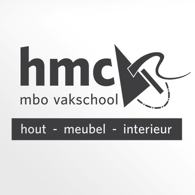 hmc
mbo vakschool
hout - meubel - interieur